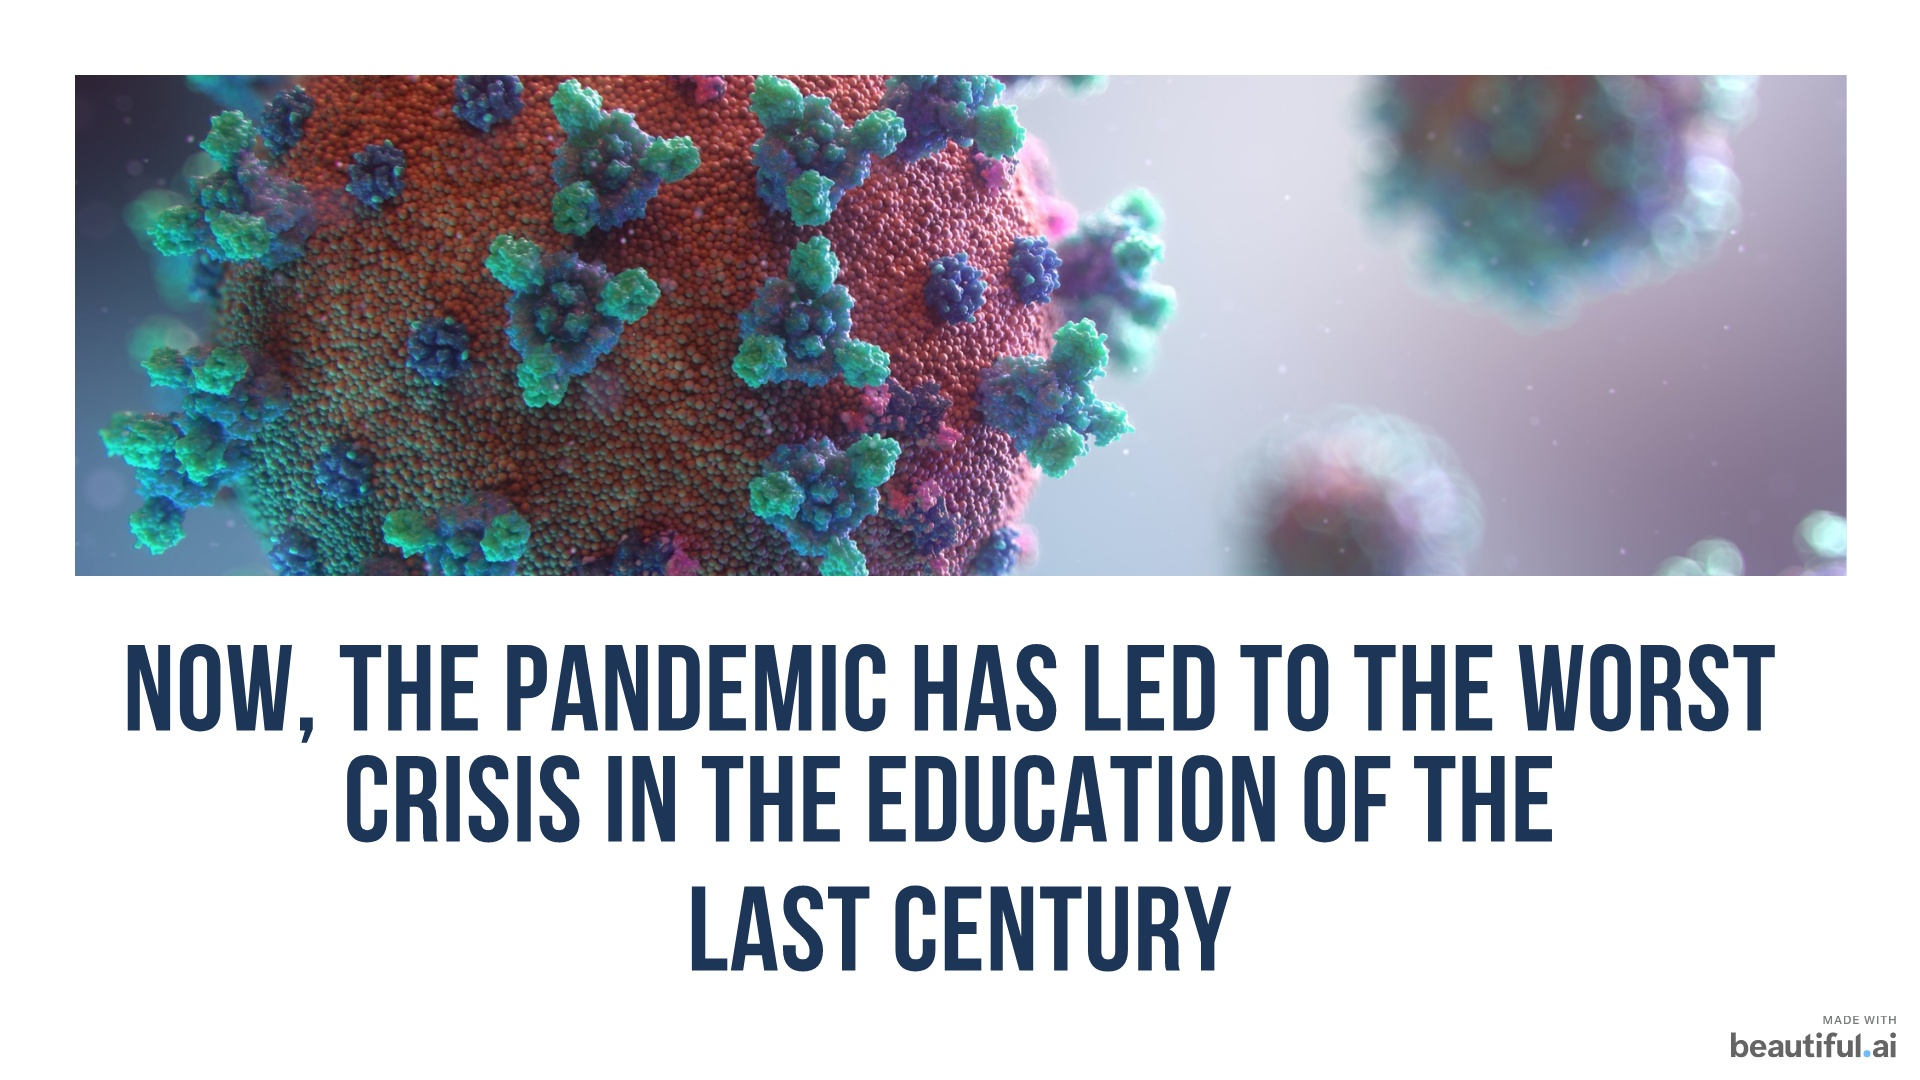 NOW, THE PANDEMIC HAS LED TO THE WORST
CRISIS IN THE EDUCATION OF THE
LAST CENTURY
MADE WITH
beautiful.ai